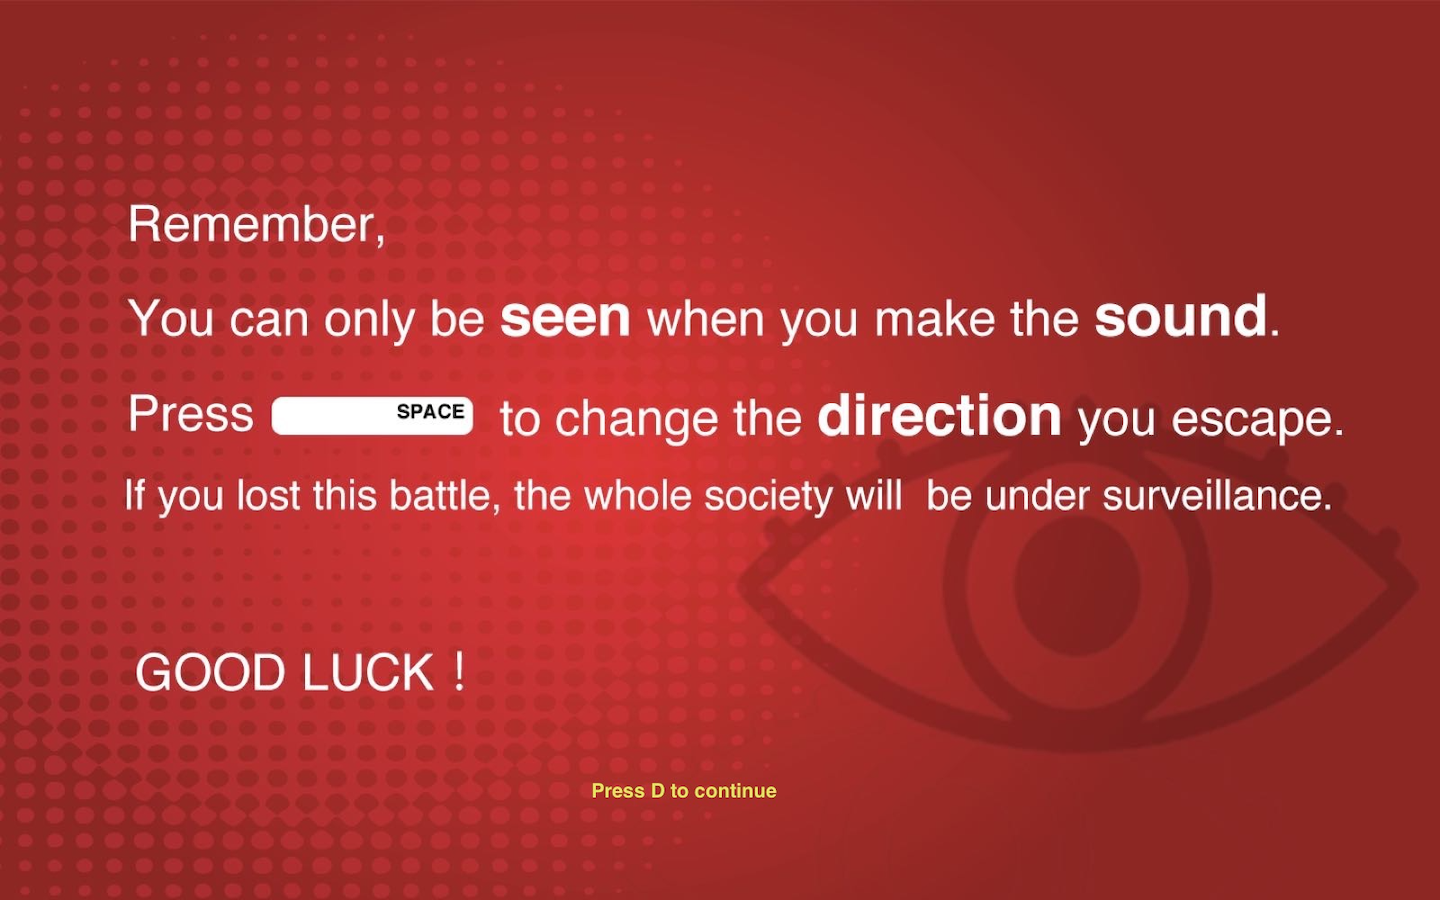 Remember,
You can only be seen when you make the sound.
Press SPACE to change the direction you escape.
If you lost this battle, the whole society will  be under surveillance.
GOOD LUCK !
Press D to continue